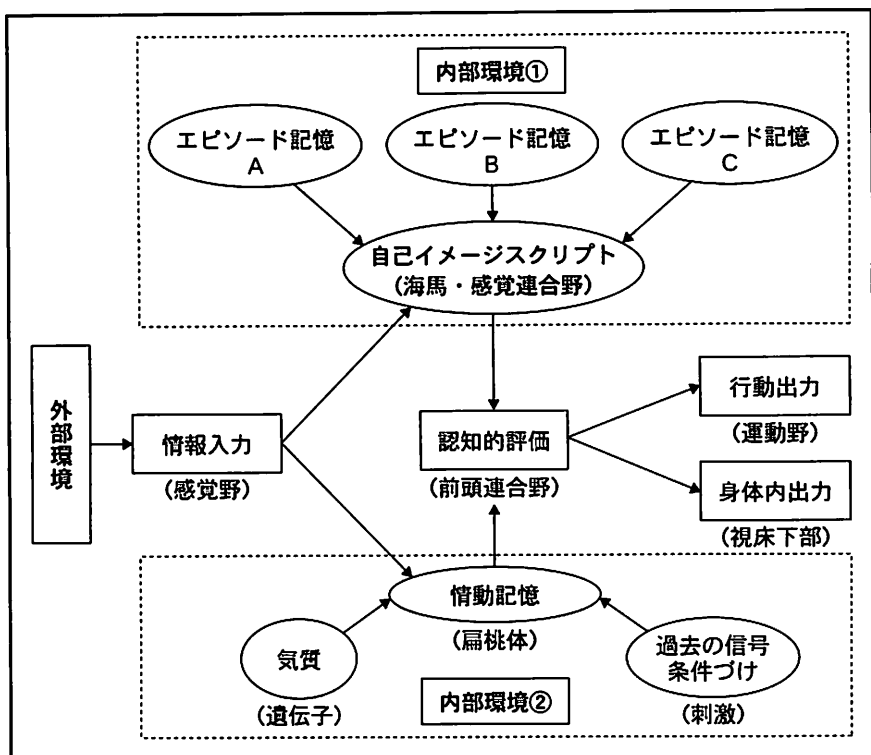 内部環境①
エピソード記憶
A
エピソード記憶
B
エピソード記憶
C
自己イメージスクリプト
(海馬・感覚連合野)
外部環境
情報入力
(感覚野)
認知的評価
(前頭連合野)
行動出力
(運動野)
身体内出力
(視床下部)
情動記憶
(扁桃体)
気質
(遺伝子)
過去の信号
条件づけ
(刺激)
内部環境②